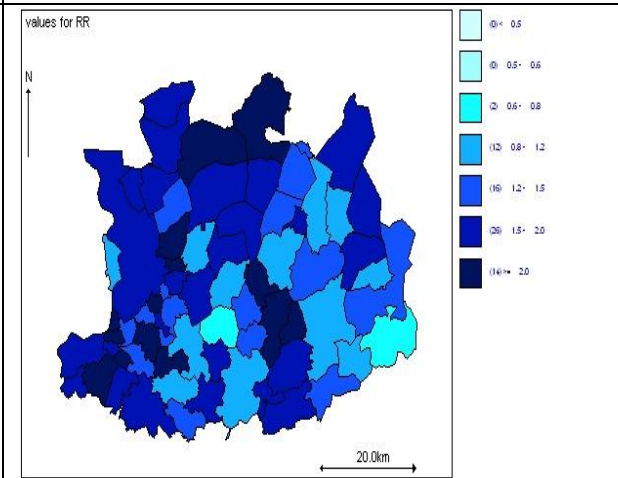 values for RR
N
(0) < 0.5
(0) 0.5 - 0.6
(2) 0.6 - 0.8
(12) 0.8 - 1.2
(16) 1.2 - 1.5
(26) 1.5 - 2.0
(14) >= 2.0
20.0km